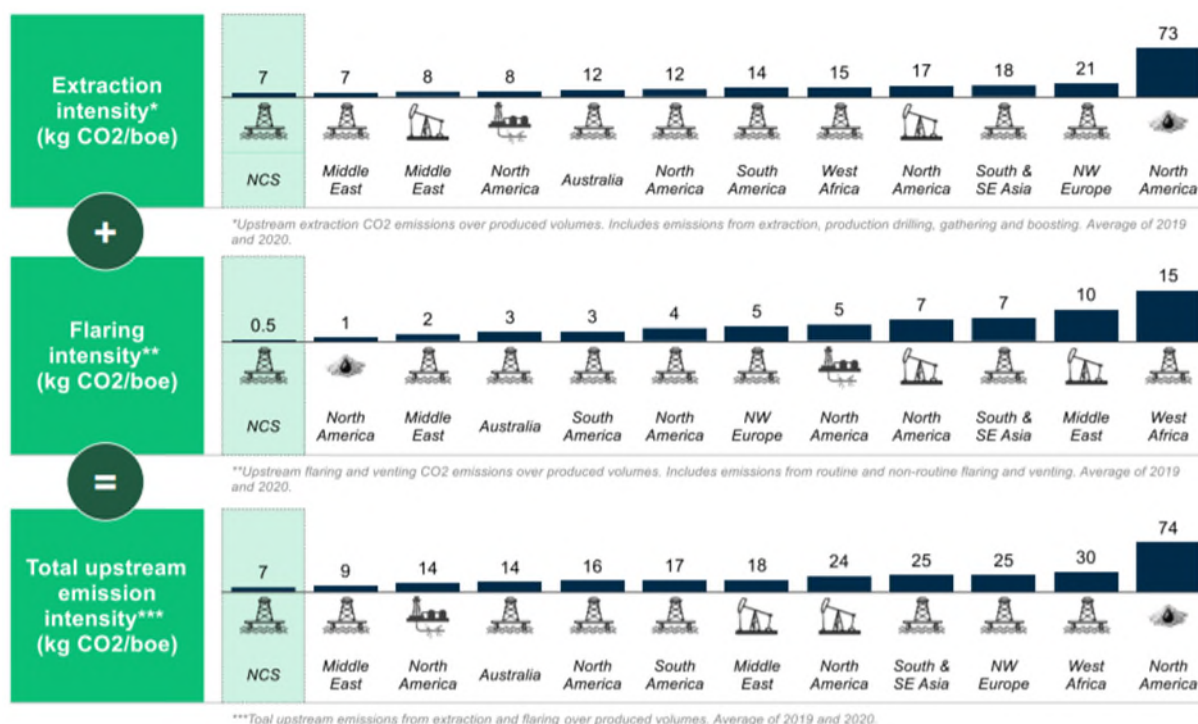 Extraction
intensity*
(kg CO2/boe)
7 7 8 8 12 12 14 15 17 18 21 73
NCS Middle East Middle East North America Australia North America South America West Africa North America South & SE Asia NW Europe North America
*Upstream extraction CO2 emissions over produced volumes. Includes emissions from extraction, production drilling, gathering and boosting. Average of 2019
and 2020.
+
Flaring
intensity**
(kg CO2/boe)
0.5 1 2 3 3 4 5 5 7 7 10 15
NCS North America Middle East Australia South America North America NW Europe North America North America South & SE Asia Middle East West Africa
**Upstream flaring and venting CO2 emissions over produced volumes. Includes emissions from routine and non-routine flaring and venting. Average of 2019
and 2020.
=
Total upstream
emission
intensity***
(kg CO2/boe)
7 9 14 14 16 17 18 24 25 25 30 74
NCS Middle East North America Australia North America South America Middle East North America South & SE Asia NW Europe West Africa North America
***Toal upstream emissions from extraction and flaring over produced volumes. Average of 2019 and 2020.